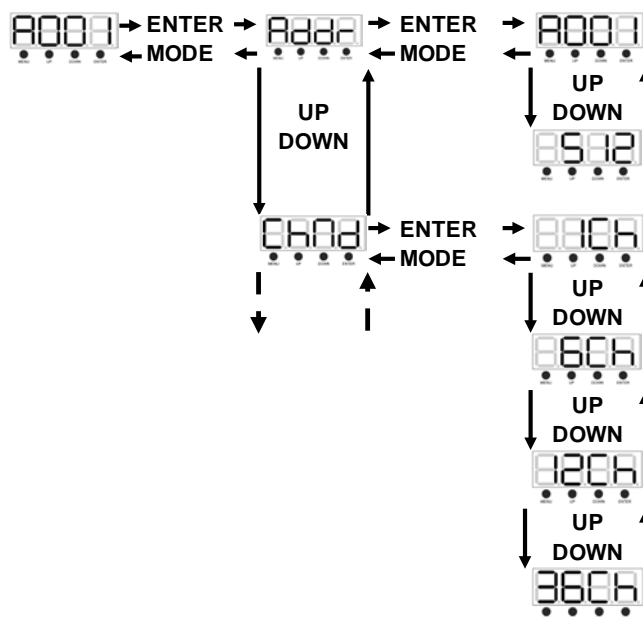 A001 ENTER Addr ENTER A001
MODE MODE
UP UP
DOWN DOWN
512
ChMd ENTER 1Ch
MODE
UP
DOWN
6Ch
UP
DOWN
12Ch
UP
DOWN
36Ch